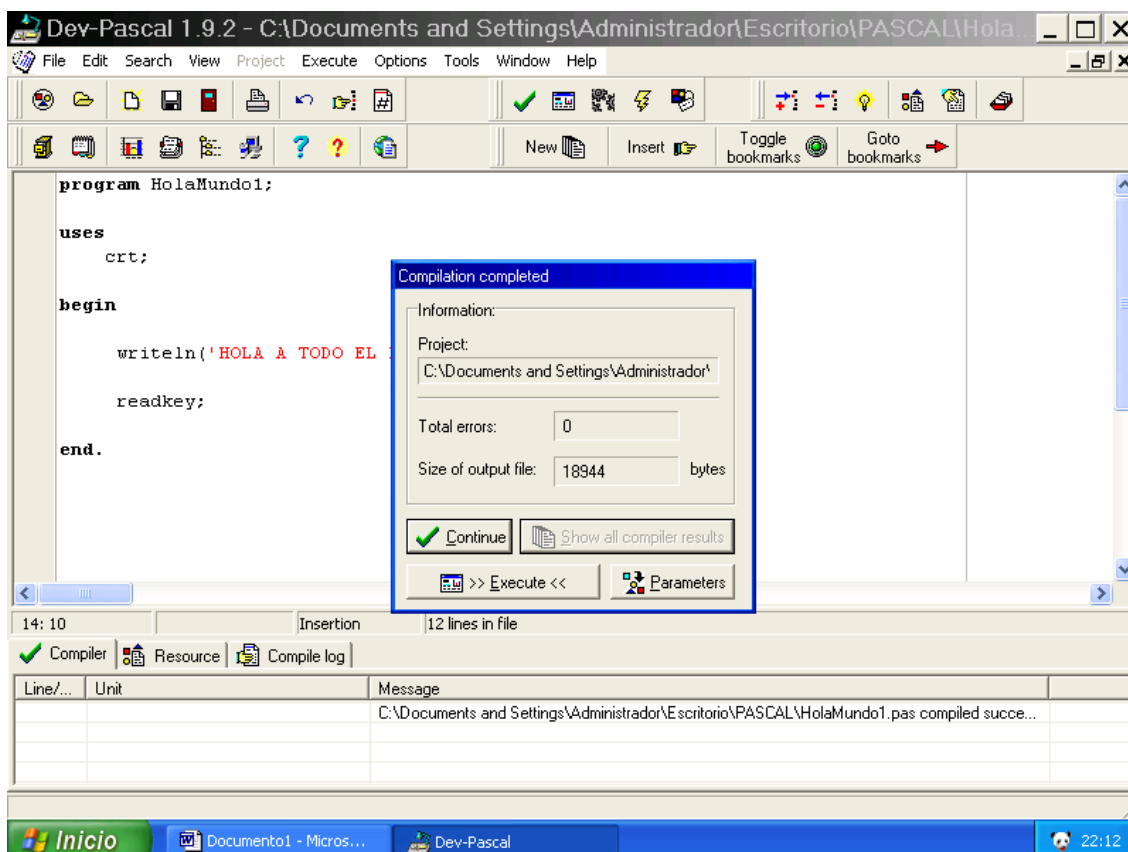 Dev-Pascal 1.9.2 - C:\Documents and Settings\Administrador\Escritorio\PASCAL\Hola...
File Edit Search View Project Execute Options Tools Window Help
New Insert Toggle bookmarks Goto bookmarks
program HolaMundo1;
uses
crt;
begin
writeln('HOLA A TODO EL
readkey;
end.
Compilation completed
Information:
Project:
C:\Documents and Settings\Administrador\
Total errors: 0
Size of output file: 18944 bytes
Continue Show all compiler results
>> Execute << Parameters
14: 10 Insertion 12 lines in file
Compiler Resource Compile log
Line/... Unit Message
C:\Documents and Settings\Administrador\Escritorio\PASCAL\HolaMundo1.pas compiled succe...
Inicio Documento1 - Micros... Dev-Pascal 22:12